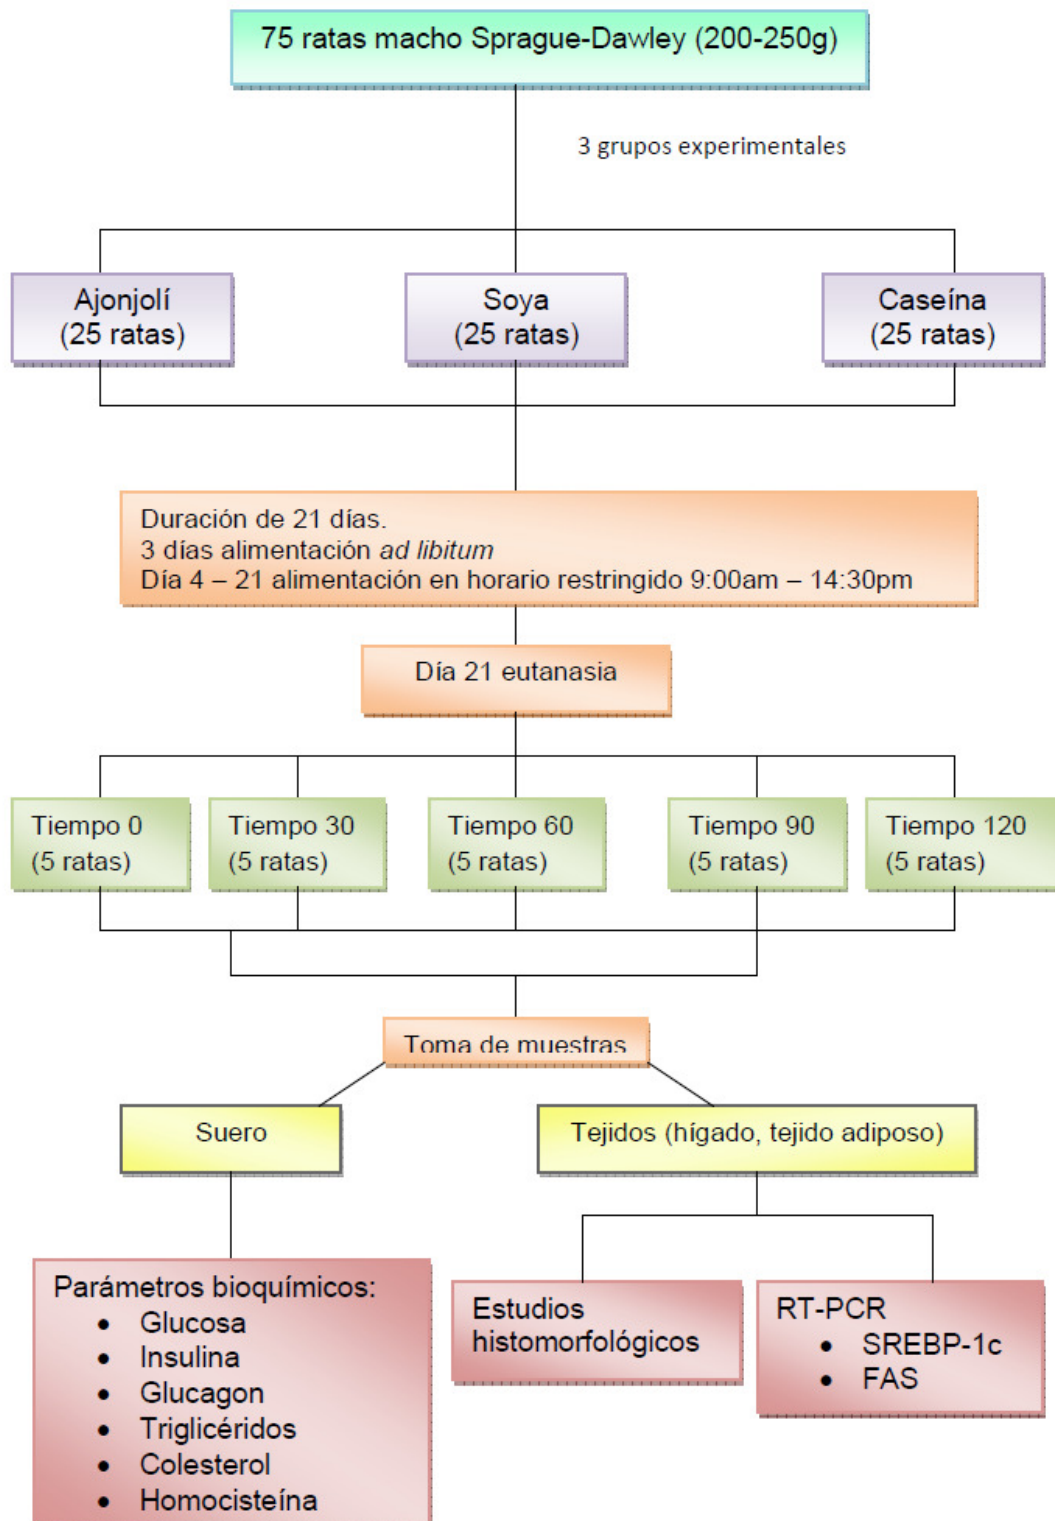 75 ratas macho Sprague-Dawley (200-250g)
3 grupos experimentales
Ajonjolí
(25 ratas)
Soya
(25 ratas)
Caseína
(25 ratas)
Duración de 21 días.
3 días alimentación ad libitum
Día 4 – 21 alimentación en horario restringido 9:00am – 14:30pm
Día 21 eutanasia
Tiempo 0
(5 ratas)
Tiempo 30
(5 ratas)
Tiempo 60
(5 ratas)
Tiempo 90
(5 ratas)
Tiempo 120
(5 ratas)
Toma de muestras
Suero
Tejidos (hígado, tejido adiposo)
Parámetros bioquímicos:
• Glucosa
• Insulina
• Glucagon
• Triglicéridos
• Colesterol
• Homocisteína
Estudios
histomorfológicos
RT-PCR
• SREBP-1c
• FAS